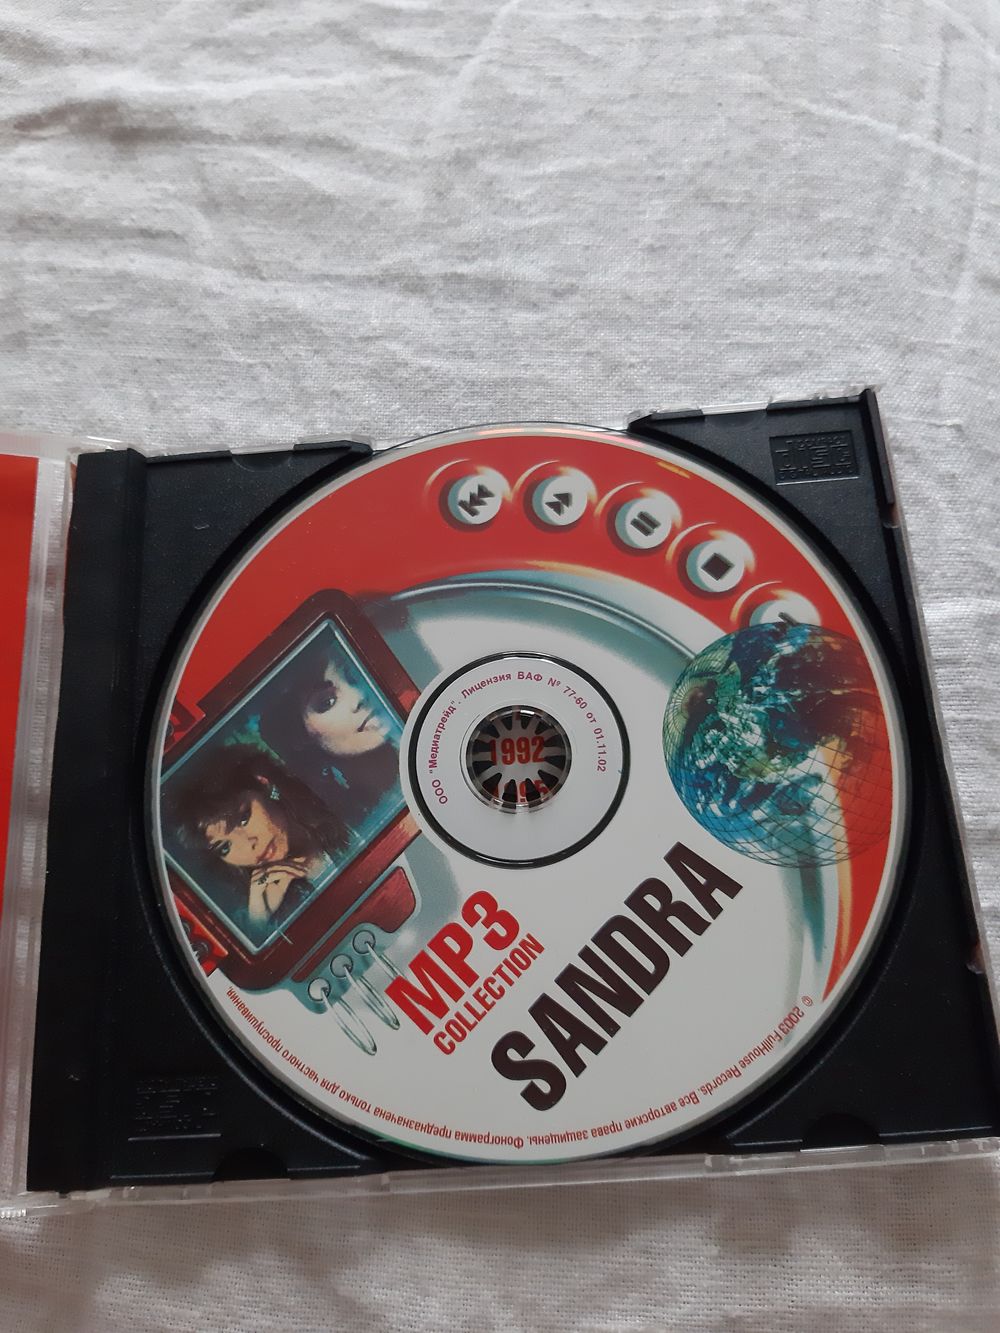 ООО "Медиатрейд". Лицензия ВАФ № 77-60 от 01.11.02
1992
MP3
COLLECTION
SANDRA
© 2003 FullHouse Records. Все авторские права защищены. Фонограмма предназначена только для частного прослушивания.